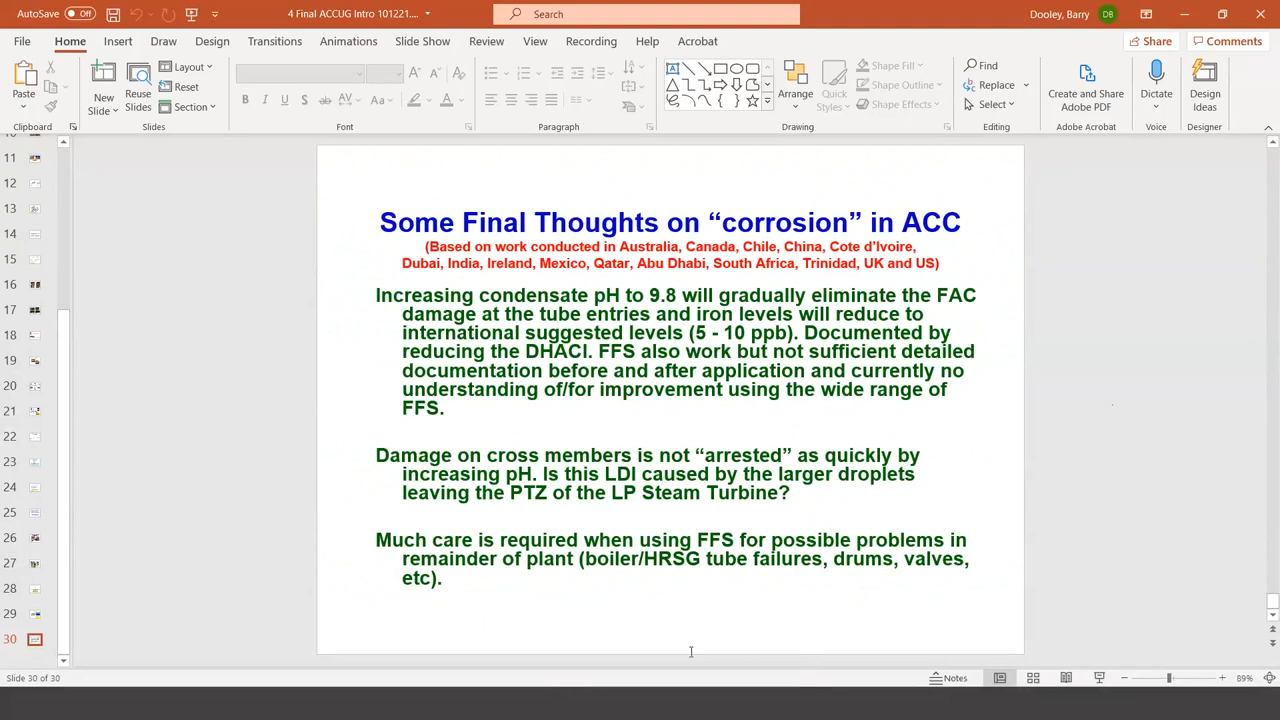 AutoSave Off
4 Final ACCUG Intro 101221....
Search
Dooley, Barry DB
File Home Insert Draw Design Transitions Animations Slide Show Review View Recording Help Acrobat
Share Comments
Paste
New Slide
Reuse Slides
Layout
Reset
Section
Arrange
Quick Styles
Shape Fill
Shape Outline
Shape Effects
Find
Replace
Select
Create and Share Adobe PDF
Dictate
Design Ideas
Clipboard Slides Font Paragraph Drawing Editing Adobe Acrobat Voice Designer
11
12
13
14
15
16
17
18
19
20
21
22
23
24
25
26
27
28
29
30
Some Final Thoughts on “corrosion” in ACC
(Based on work conducted in Australia, Canada, Chile, China, Cote d’Ivoire,
Dubai, India, Ireland, Mexico, Qatar, Abu Dhabi, South Africa, Trinidad, UK and US)
Increasing condensate pH to 9.8 will gradually eliminate the FAC
damage at the tube entries and iron levels will reduce to
international suggested levels (5 - 10 ppb). Documented by
reducing the DHACI. FFS also work but not sufficient detailed
documentation before and after application and currently no
understanding of/for improvement using the wide range of
FFS.
Damage on cross members is not “arrested” as quickly by
increasing pH. Is this LDI caused by the larger droplets
leaving the PTZ of the LP Steam Turbine?
Much care is required when using FFS for possible problems in
remainder of plant (boiler/HRSG tube failures, drums, valves,
etc).
Slide 30 of 30
Notes
89%